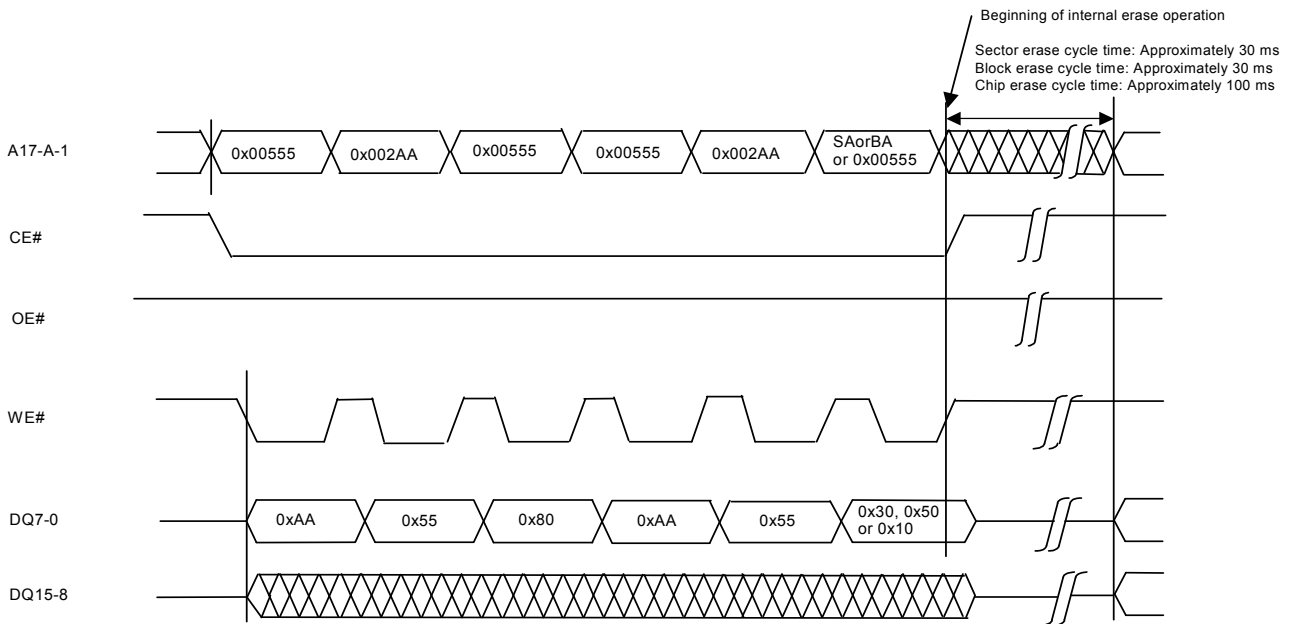 Beginning of internal erase operation
Sector erase cycle time: Approximately 30 ms
Block erase cycle time: Approximately 30 ms
Chip erase cycle time: Approximately 100 ms
A17-A-1
0x00555
0x002AA
0x00555
0x00555
0x002AA
SAorBA
or 0x00555
CE#
OE#
WE#
DQ7-0
0xAA
0x55
0x80
0xAA
0x55
0x30, 0x50
or 0x10
DQ15-8